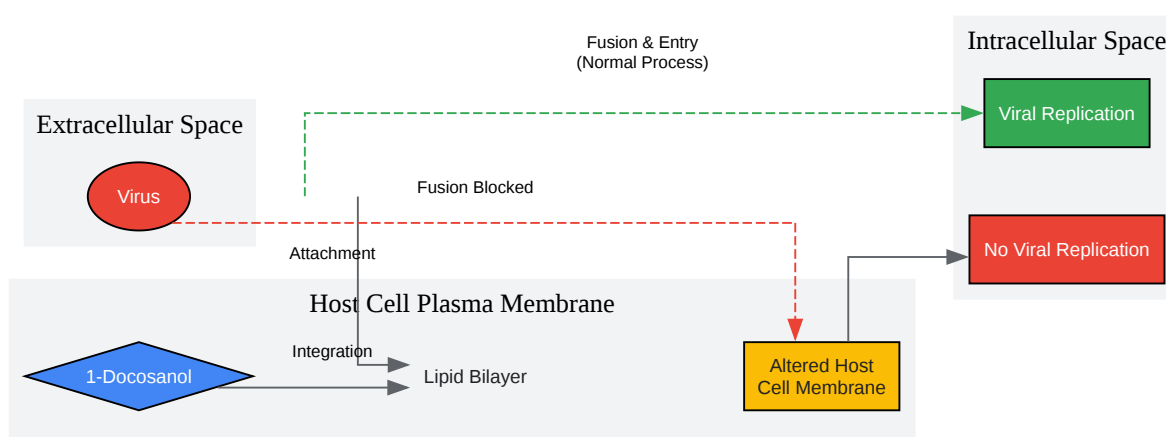 Fusion & Entry
(Normal Process)
Intracellular Space
Viral Replication
Extracellular Space
Virus
Fusion Blocked
Attachment
No Viral Replication
Host Cell Plasma Membrane
Integration
1-Docosanol
Lipid Bilayer
Altered Host
Cell Membrane